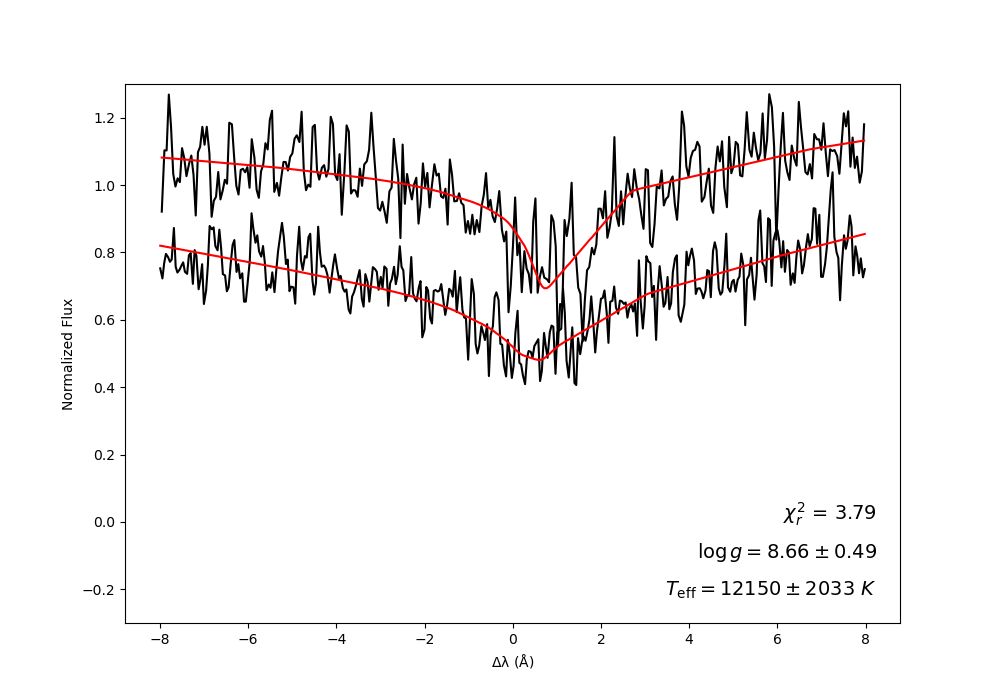 1.2
1.0
0.8
0.6
0.4
0.2
0.0
−0.2
Normalized Flux
χ²ᵣ = 3.79
log g = 8.66 ± 0.49
T_eff = 12150 ± 2033 K
−8 −6 −4 −2 0 2 4 6 8
Δλ (Å)